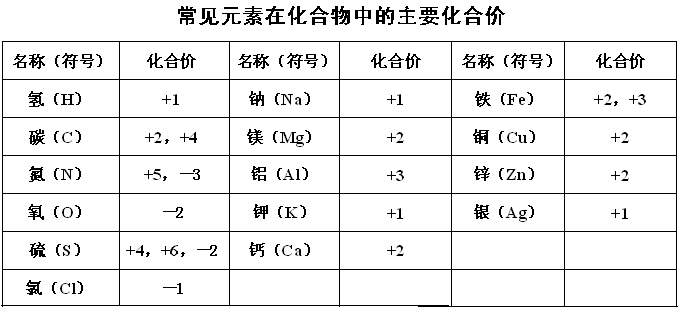 常见元素在化合物中的主要化合价
名称（符号） 化合价 名称（符号） 化合价 名称（符号） 化合价
氢（H） +1 钠（Na） +1 铁（Fe） +2，+3
碳（C） +2，+4 镁（Mg） +2 铜（Cu） +2
氮（N） +5，—3 铝（Al） +3 锌（Zn） +2
氧（O） —2 钾（K） +1 银（Ag） +1
硫（S） +4，+6，—2 钙（Ca） +2
氯（Cl） —1